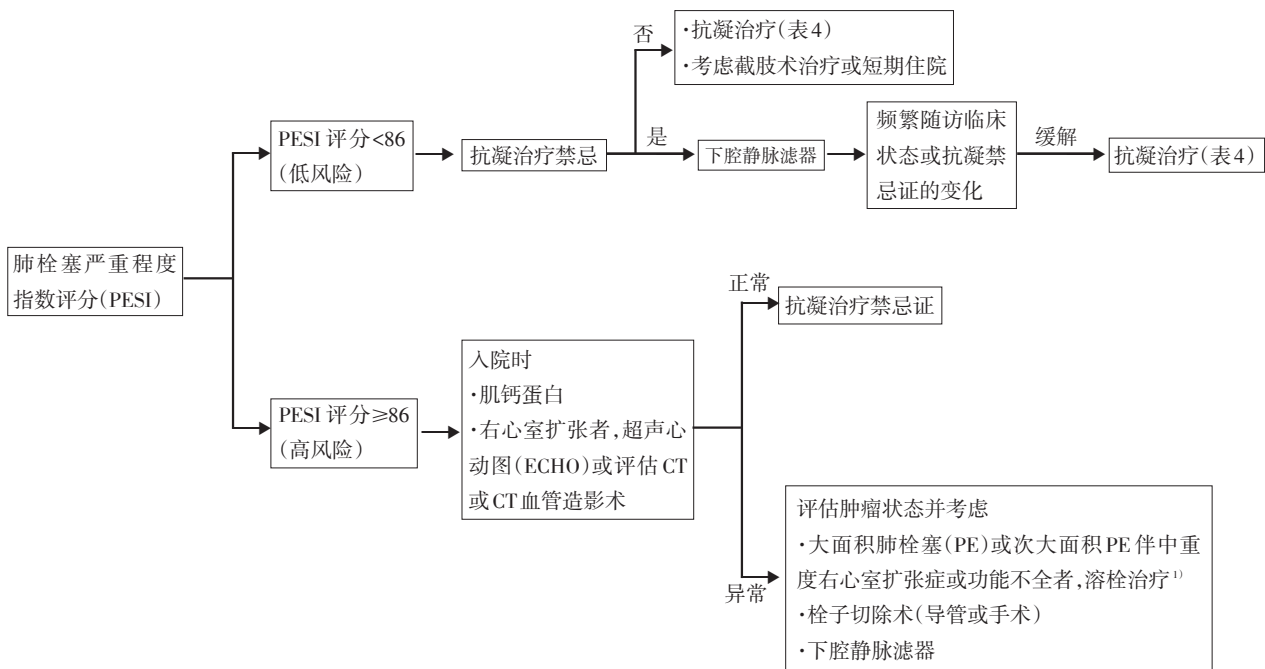 否
·抗凝治疗(表4)
·考虑截肢术治疗或短期住院
PESI 评分<86
(低风险)
抗凝治疗禁忌
是
下腔静脉滤器
频繁随访临床
状态或抗凝禁
忌证的变化
缓解
抗凝治疗(表4)
肺栓塞严重程度
指数评分(PESI)
PESI 评分≥86
(高风险)
入院时
·肌钙蛋白
·右心室扩张者,超声心
动图(ECHO)或评估 CT
或CT血管造影术
正常
抗凝治疗禁忌证
异常
评估肿瘤状态并考虑
·大面积肺栓塞(PE)或次大面积PE伴中重
度右心室扩张症或功能不全者,溶栓治疗1)
·栓子切除术(导管或手术)
·下腔静脉滤器